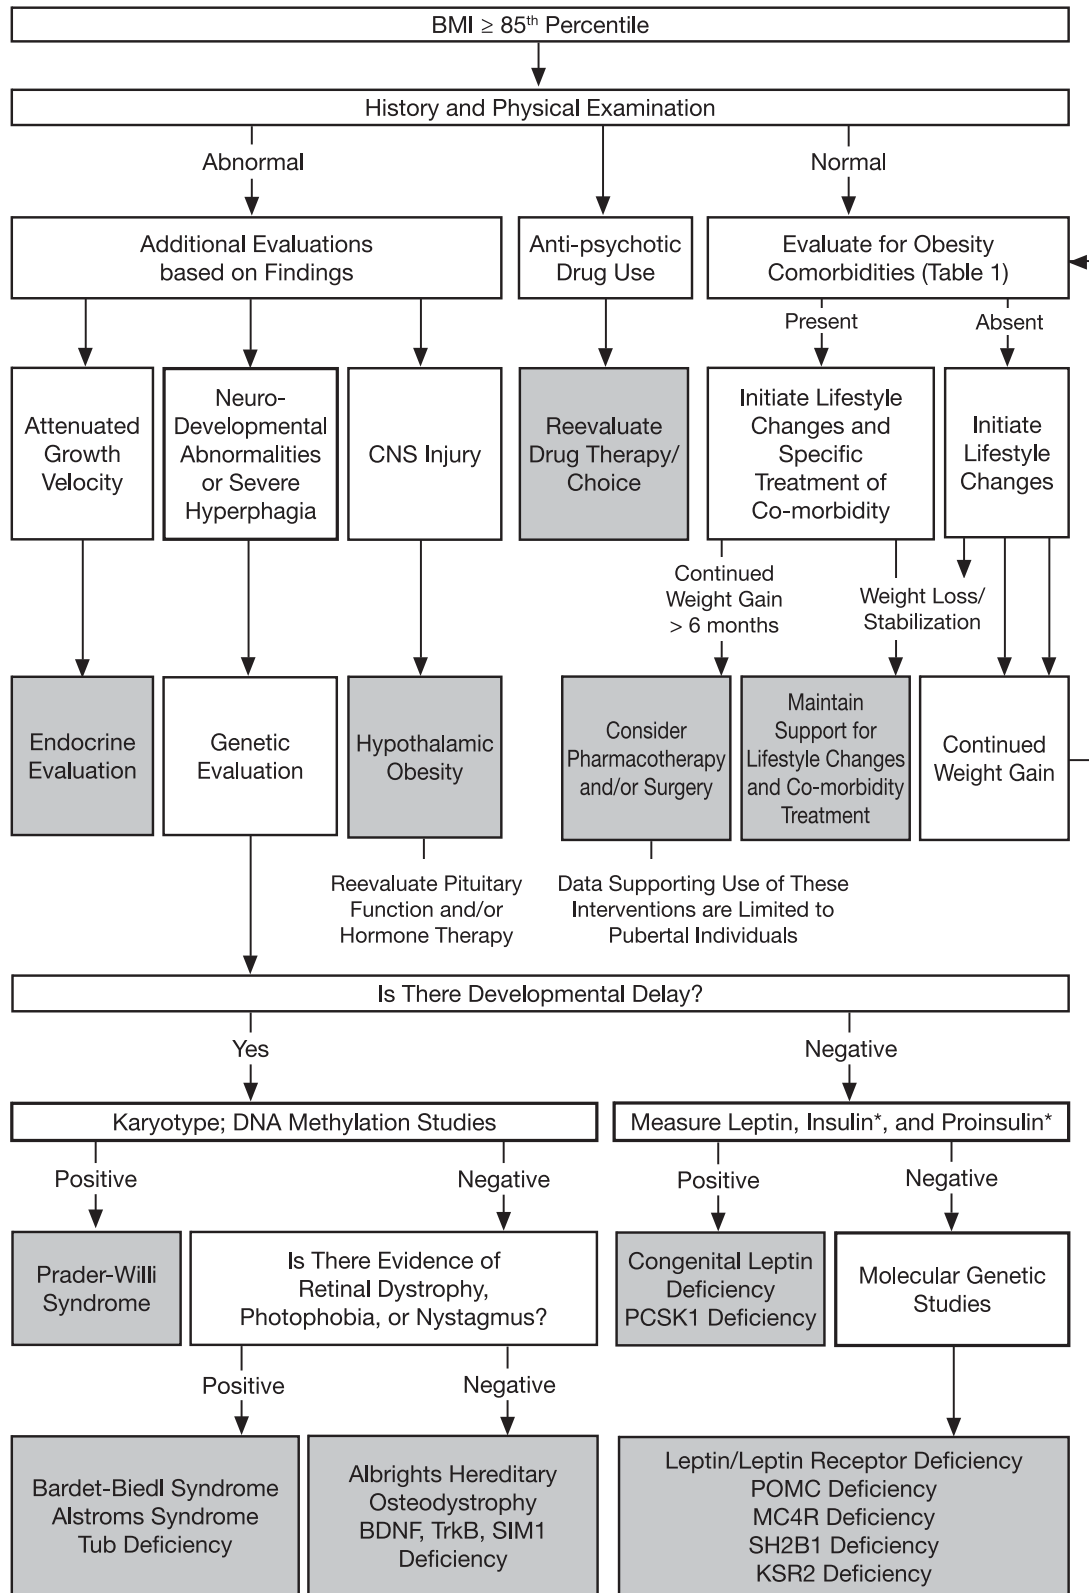 BMI ≥ 85th Percentile
History and Physical Examination
Abnormal
Normal
Additional Evaluations
based on Findings
Anti-psychotic
Drug Use
Evaluate for Obesity
Comorbidities (Table 1)
Present
Absent
Attenuated
Growth
Velocity
Neuro-
Developmental
Abnormalities
or Severe
Hyperphagia
CNS Injury
Reevaluate
Drug Therapy/
Choice
Initiate Lifestyle
Changes and
Specific
Treatment of
Co-morbidity
Initiate
Lifestyle
Changes
Continued
Weight Gain
> 6 months
Weight Loss/
Stabilization
Endocrine
Evaluation
Genetic
Evaluation
Hypothalamic
Obesity
Consider
Pharmacotherapy
and/or Surgery
Maintain
Support for
Lifestyle Changes
and Co-morbidity
Treatment
Continued
Weight Gain
Reevaluate Pituitary
Function and/or
Hormone Therapy
Data Supporting Use of These
Interventions are Limited to
Pubertal Individuals
Is There Developmental Delay?
Yes
Negative
Karyotype; DNA Methylation Studies
Measure Leptin, Insulin*, and Proinsulin*
Positive
Negative
Positive
Negative
Prader-Willi
Syndrome
Is There Evidence of
Retinal Dystrophy,
Photophobia, or Nystagmus?
Congenital Leptin
Deficiency
PCSK1 Deficiency
Molecular Genetic
Studies
Positive
Negative
Bardet-Biedl Syndrome
Alstroms Syndrome
Tub Deficiency
Albrights Hereditary
Osteodystrophy
BDNF, TrkB, SIM1
Deficiency
Leptin/Leptin Receptor Deficiency
POMC Deficiency
MC4R Deficiency
SH2B1 Deficiency
KSR2 Deficiency